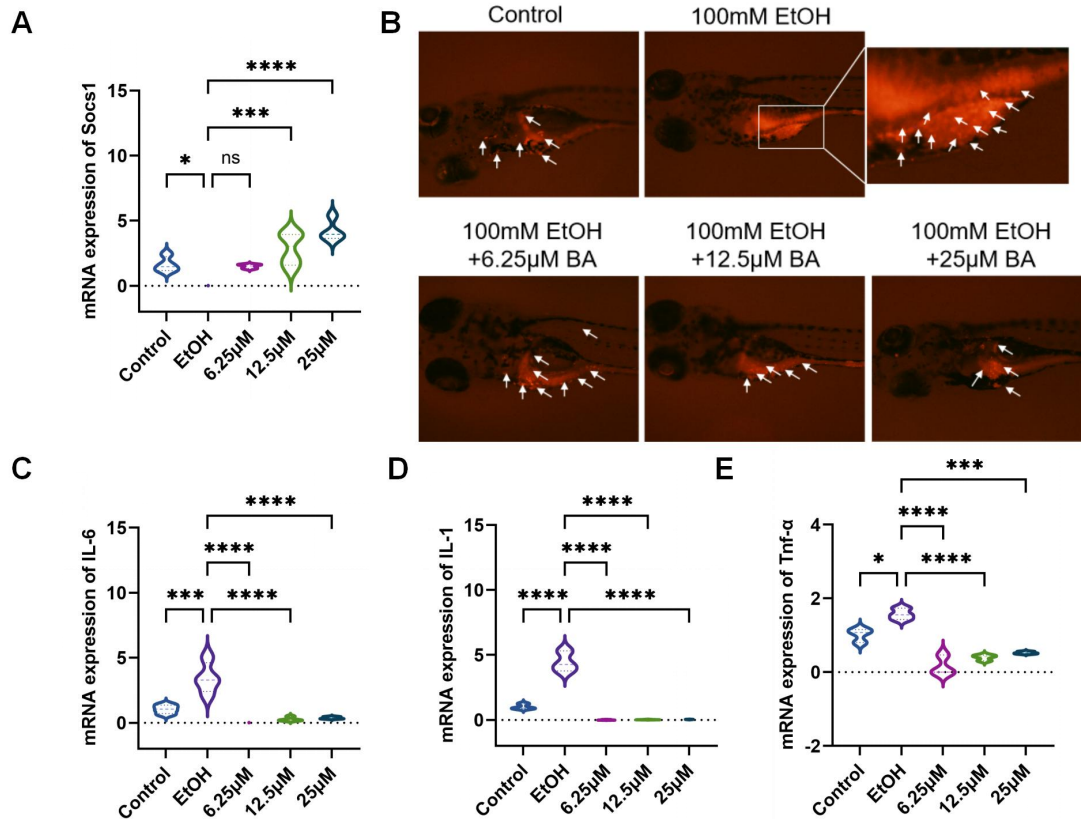 A
mRNA expression of Socs1
15
10
5
0
****
***
*
ns
Control
EtOH
6.25µM
12.5µM
25µM
B
Control
100mM EtOH
100mM EtOH
+6.25µM BA
100mM EtOH
+12.5µM BA
100mM EtOH
+25µM BA
C
mRNA expression of IL-6
15
10
5
0
****
****
***
****
Control
EtOH
6.25µM
12.5µM
25µM
D
mRNA expression of IL-1
15
10
5
0
****
****
****
****
Control
EtOH
6.25µM
12.5µM
25µM
E
mRNA expression of Tnf-α
4
2
0
-2
***
****
*
****
Control
EtOH
6.25µM
12.5µM
25µM